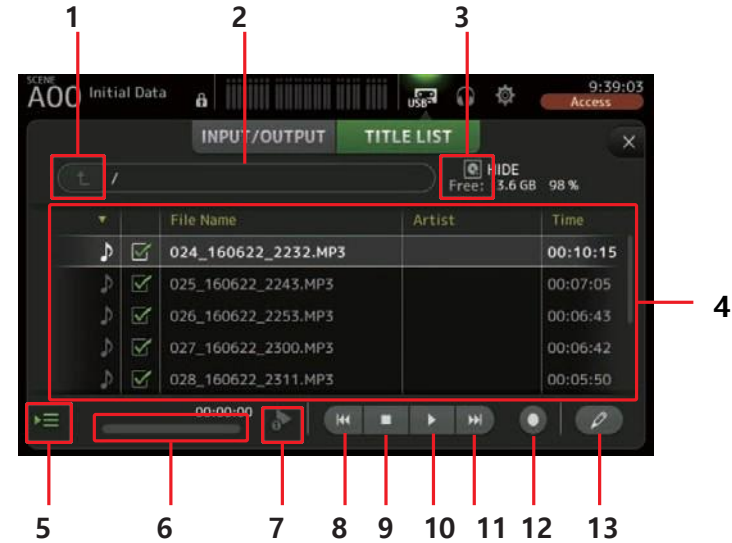 1 2 3
SCENE
A00 Initial Data
USB
9:39:03
Access
INPUT/OUTPUT TITLE LIST
/
HIDE
Free: 3.6 GB 98 %
File Name Artist Time
024_160622_2232.MP3 00:10:15
025_160622_2243.MP3 00:07:05
026_160622_2253.MP3 00:06:43
027_160622_2300.MP3 00:06:42
028_160622_2311.MP3 00:05:50
4
00:00:00
5 6 7 8 9 10 11 12 13